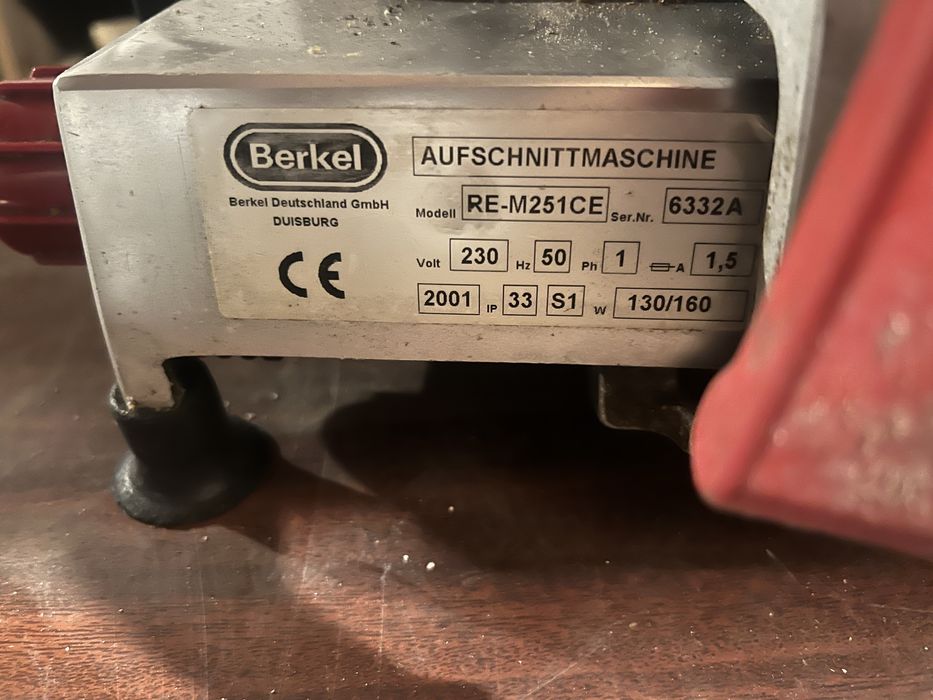 Berkel
Berkel Deutschland GmbH
DUISBURG
CE
AUFSCHNITTMASCHINE
Modell RE-M251CE Ser.Nr. 6332A
Volt 230 Hz 50 Ph 1 A 1,5
2001 IP 33 S1 W 130/160